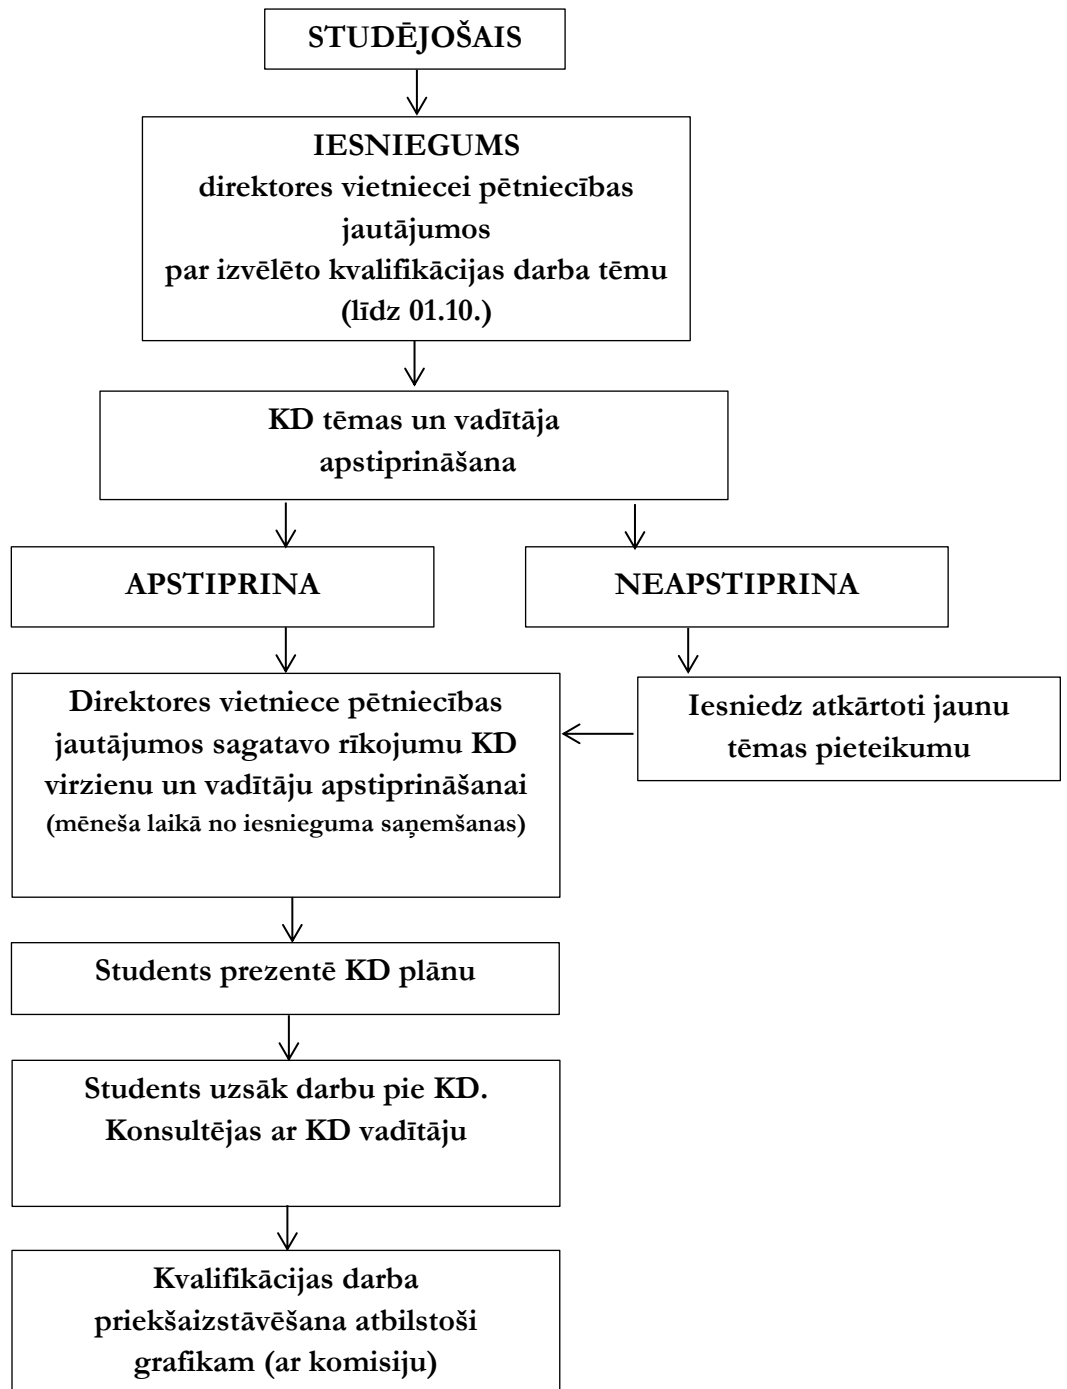 STUDĒJOŠAIS
IESNIEGUMS
direktores vietniecei pētniecības
jautājumos
par izvēlēto kvalifikācijas darba tēmu
(līdz 01.10.)
KD tēmas un vadītāja
apstiprināšana
APSTIPRINA
NEAPSTIPRINA
Direktores vietniece pētniecības
jautājumos sagatavo rīkojumu KD
virzienu un vadītāju apstiprināšanai
(mēneša laikā no iesnieguma saņemšanas)
Iesniedz atkārtoti jaunu
tēmas pieteikumu
Students prezentē KD plānu
Students uzsāk darbu pie KD.
Konsultējas ar KD vadītāju
Kvalifikācijas darba
priekšaizstāvēšana atbilstoši
grafikam (ar komisiju)